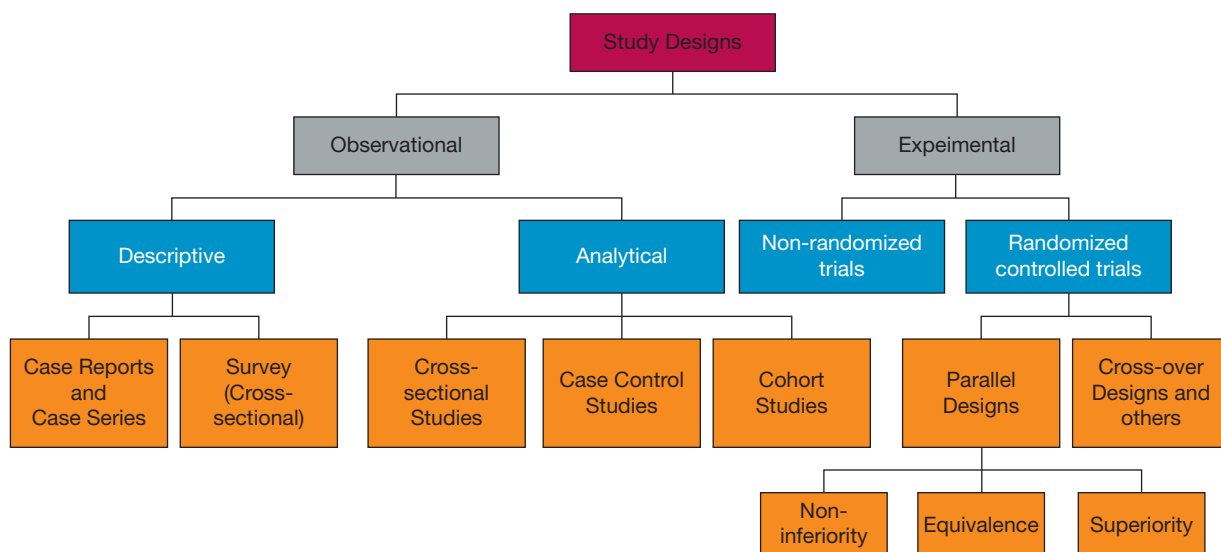 Study Designs
Observational
Expeimental
Descriptive
Analytical
Non-randomized
trials
Randomized
controlled trials
Case Reports
and
Case Series
Survey
(Cross-
sectional)
Cross-
sectional
Studies
Case Control
Studies
Cohort
Studies
Parallel
Designs
Cross-over
Designs and
others
Non-
inferiority
Equivalence
Superiority